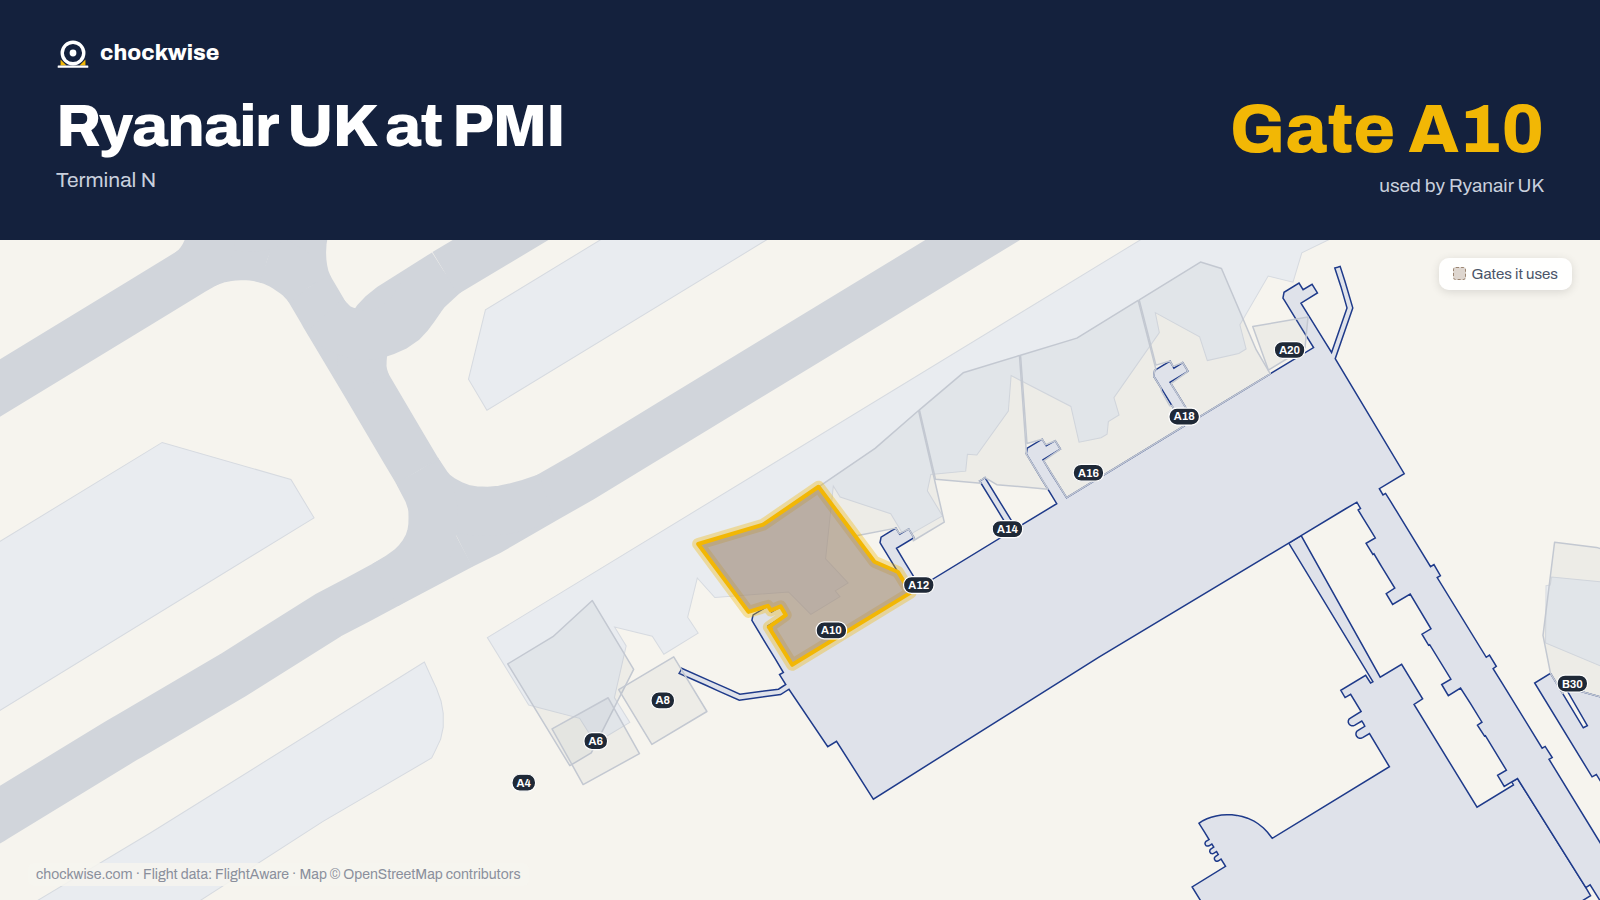 chockwise
Ryanair UK at PMI
Terminal N
Gate A10
used by Ryanair UK
Gates it uses
A20
A18
A16
A14
A12
A10
A8
A6
A4
B30
chockwise.com · Flight data: FlightAware · Map © OpenStreetMap contributors